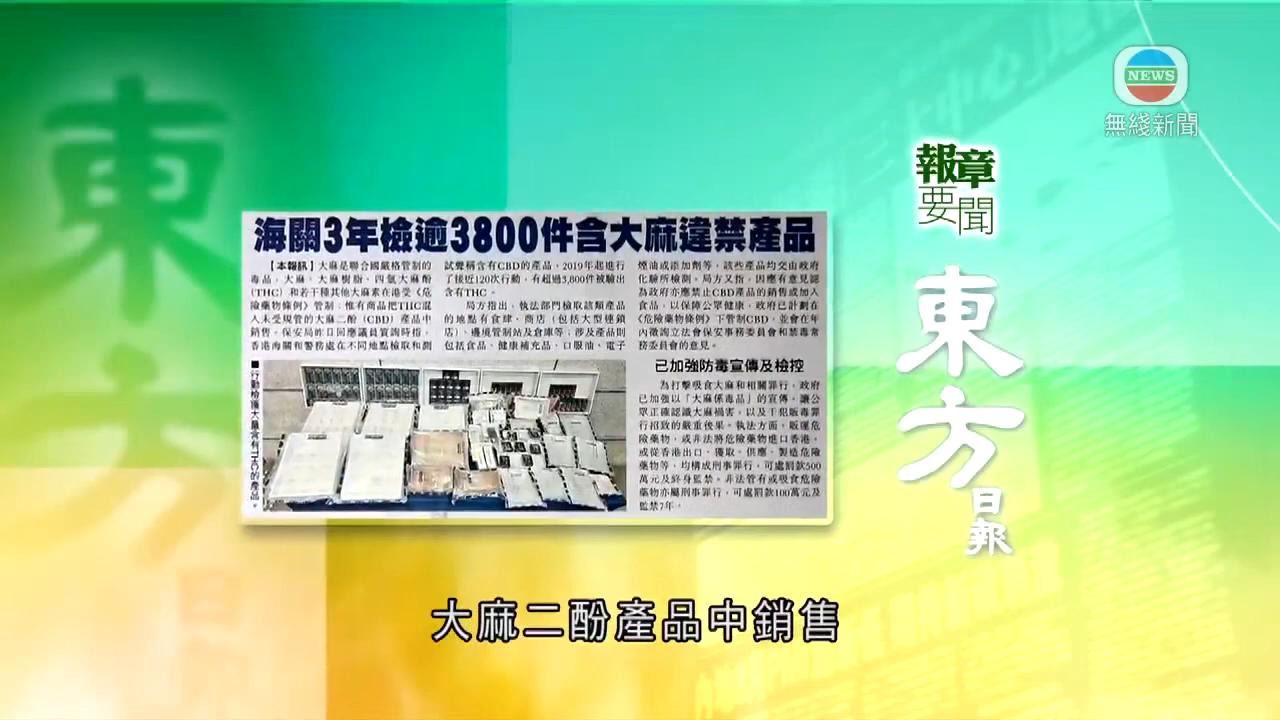 NEWS
無綫新聞
報章
要聞
東方日報
海關3年檢逾3800件含大麻違禁產品
【本報訊】大麻是聯合國嚴格管制的
毒品，大麻、大麻樹脂、四氫大麻酚
(THC)和若干種其他大麻素在港受《危
險藥物條例》管制；惟有商品把THC混
入未受規管的大麻二酚（CBD）產品中
銷售。保安局昨日回應議員質詢時指，
香港海關和警務處在不同地點檢取和測
試聲稱含有CBD的產品，2019年起進行
了接近120次行動，有超過3,800件被驗出
含有THC。
局方指出，執法部門檢取該類產品
的地點有食肆、商店（包括大型連鎖
店）、邊境管制站及倉庫等；涉及產品則
包括食品、健康補充品、口服油、電子
煙油或添加劑等，該些產品均交由政府
化驗所檢測。局方又指，因應有意見認
為政府亦應禁止CBD產品的銷售或加入
食品，以保障公眾健康，政府已計劃在
《危險藥物條例》下管制CBD，並會在年
內徵詢立法會保安事務委員會和禁毒常
務委員會的意見。
已加強防毒宣傳及檢控
為打擊吸食大麻和相關罪行，政府
已加強以「大麻係毒品」的宣傳，讓公
眾正確認識大麻禍害，以及干犯販毒罪
行招致的嚴重後果。執法方面，販運危
險藥物，或非法將危險藥物進口香港，
或從香港出口、獲取、供應、製造危險
藥物等，均構成刑事罪行，可處罰款500
萬元及終身監禁。非法管有或吸食危險
藥物亦屬刑事罪行，可處罰款100萬元及
監禁7年。
■行動檢獲大量含有THC的產品。
大麻二酚產品中銷售